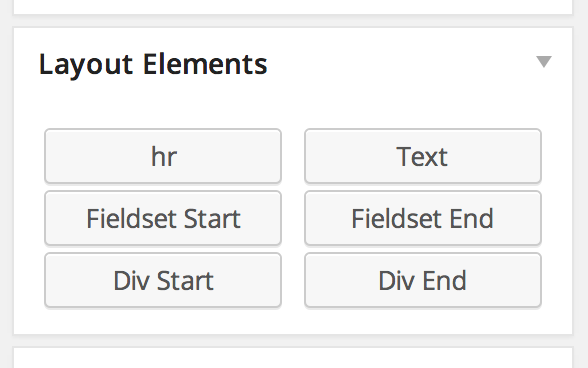 Layout Elements
hr Text
Fieldset Start Fieldset End
Div Start Div End